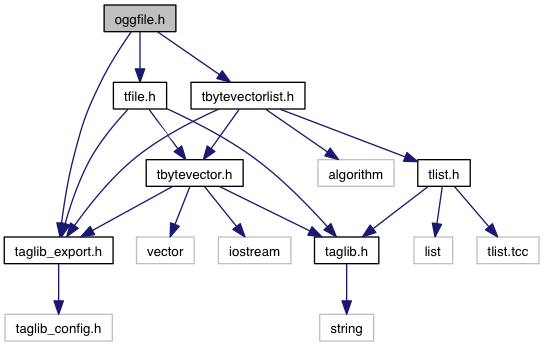 oggfile.h
tfile.h
tbytevectorlist.h
tbytevector.h
algorithm
tlist.h
taglib_export.h
vector
iostream
taglib.h
list
tlist.tcc
taglib_config.h
string